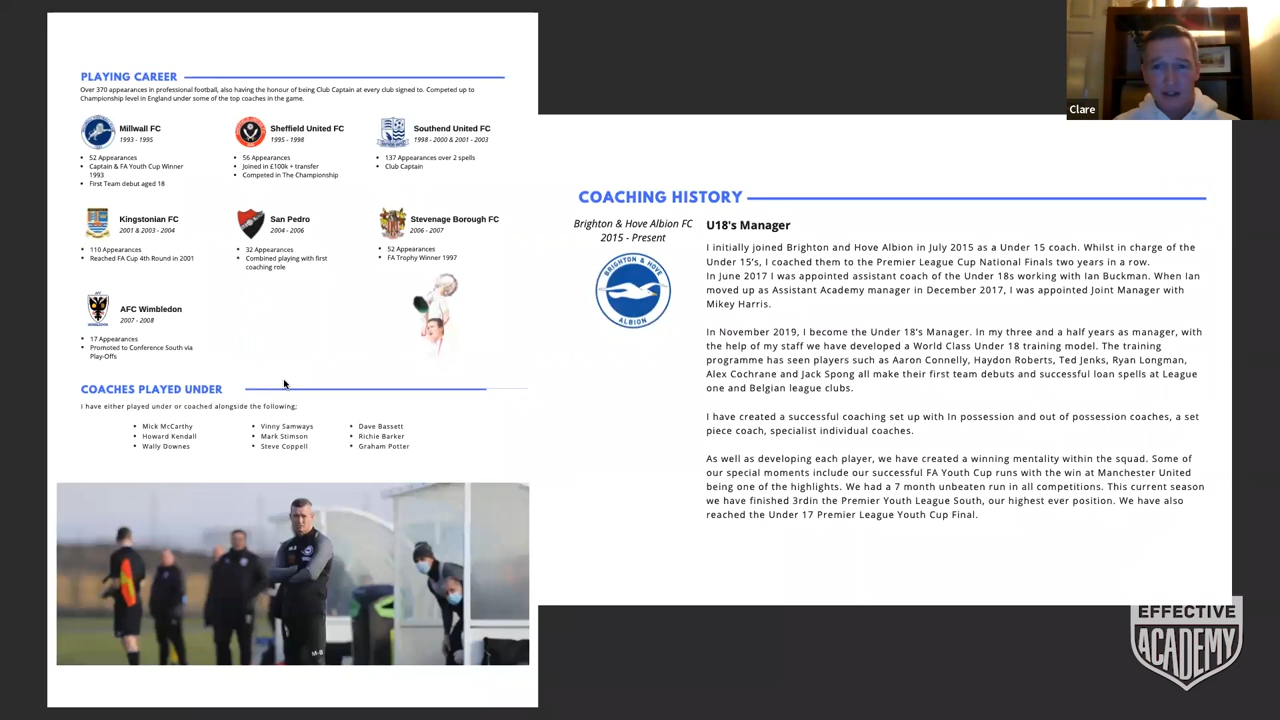 PLAYING CAREER
Over 370 appearances in professional football, also having the honour of being Club Captain at every club signed to. Competed up to
Championship level in England under some of the top coaches in the game.
Millwall FC
1993 - 1995
52 Appearances
Captain & FA Youth Cup Winner
1993
First Team debut aged 18
Sheffield United FC
1995 - 1998
56 Appearances
Joined in £100k + transfer
Competed in The Championship
Southend United FC
1998 - 2000 & 2001 - 2003
137 Appearances over 2 spells
Club Captain
Kingstonian FC
2001 & 2003 - 2004
110 Appearances
Reached FA Cup 4th Round in 2001
San Pedro
2004 - 2006
32 Appearances
Combined playing with first
coaching role
Stevenage Borough FC
2006 - 2007
52 Appearances
FA Trophy Winner 1997
AFC Wimbledon
2007 - 2008
17 Appearances
Promoted to Conference South via
Play-Offs
COACHES PLAYED UNDER
I have either played under or coached alongside the following;
Mick McCarthy
Howard Kendall
Wally Downes
Vinny Samways
Mark Stimson
Steve Coppell
Dave Bassett
Richie Barker
Graham Potter
M-B
Clare
COACHING HISTORY
Brighton & Hove Albion FC
2015 - Present
BRIGHTON & HOVE
ALBION
U18's Manager
I initially joined Brighton and Hove Albion in July 2015 as a Under 15 coach. Whilst in charge of the
Under 15's, I coached them to the Premier League Cup National Finals two years in a row.
In June 2017 I was appointed assistant coach of the Under 18s working with Ian Buckman. When Ian
moved up as Assistant Academy manager in December 2017, I was appointed Joint Manager with
Mikey Harris.
In November 2019, I become the Under 18's Manager. In my three and a half years as manager, with
the help of my staff we have developed a World Class Under 18 training model. The training
programme has seen players such as Aaron Connelly, Haydon Roberts, Ted Jenks, Ryan Longman,
Alex Cochrane and Jack Spong all make their first team debuts and successful loan spells at League
one and Belgian league clubs.
I have created a successful coaching set up with In possession and out of possession coaches, a set
piece coach, specialist individual coaches.
As well as developing each player, we have created a winning mentality within the squad. Some of
our special moments include our successful FA Youth Cup runs with the win at Manchester United
being one of the highlights. We had a 7 month unbeaten run in all competitions. This current season
we have finished 3rdin the Premier Youth League South, our highest ever position. We have also
reached the Under 17 Premier League Youth Cup Final.
EFFECTIVE
ACADEMY